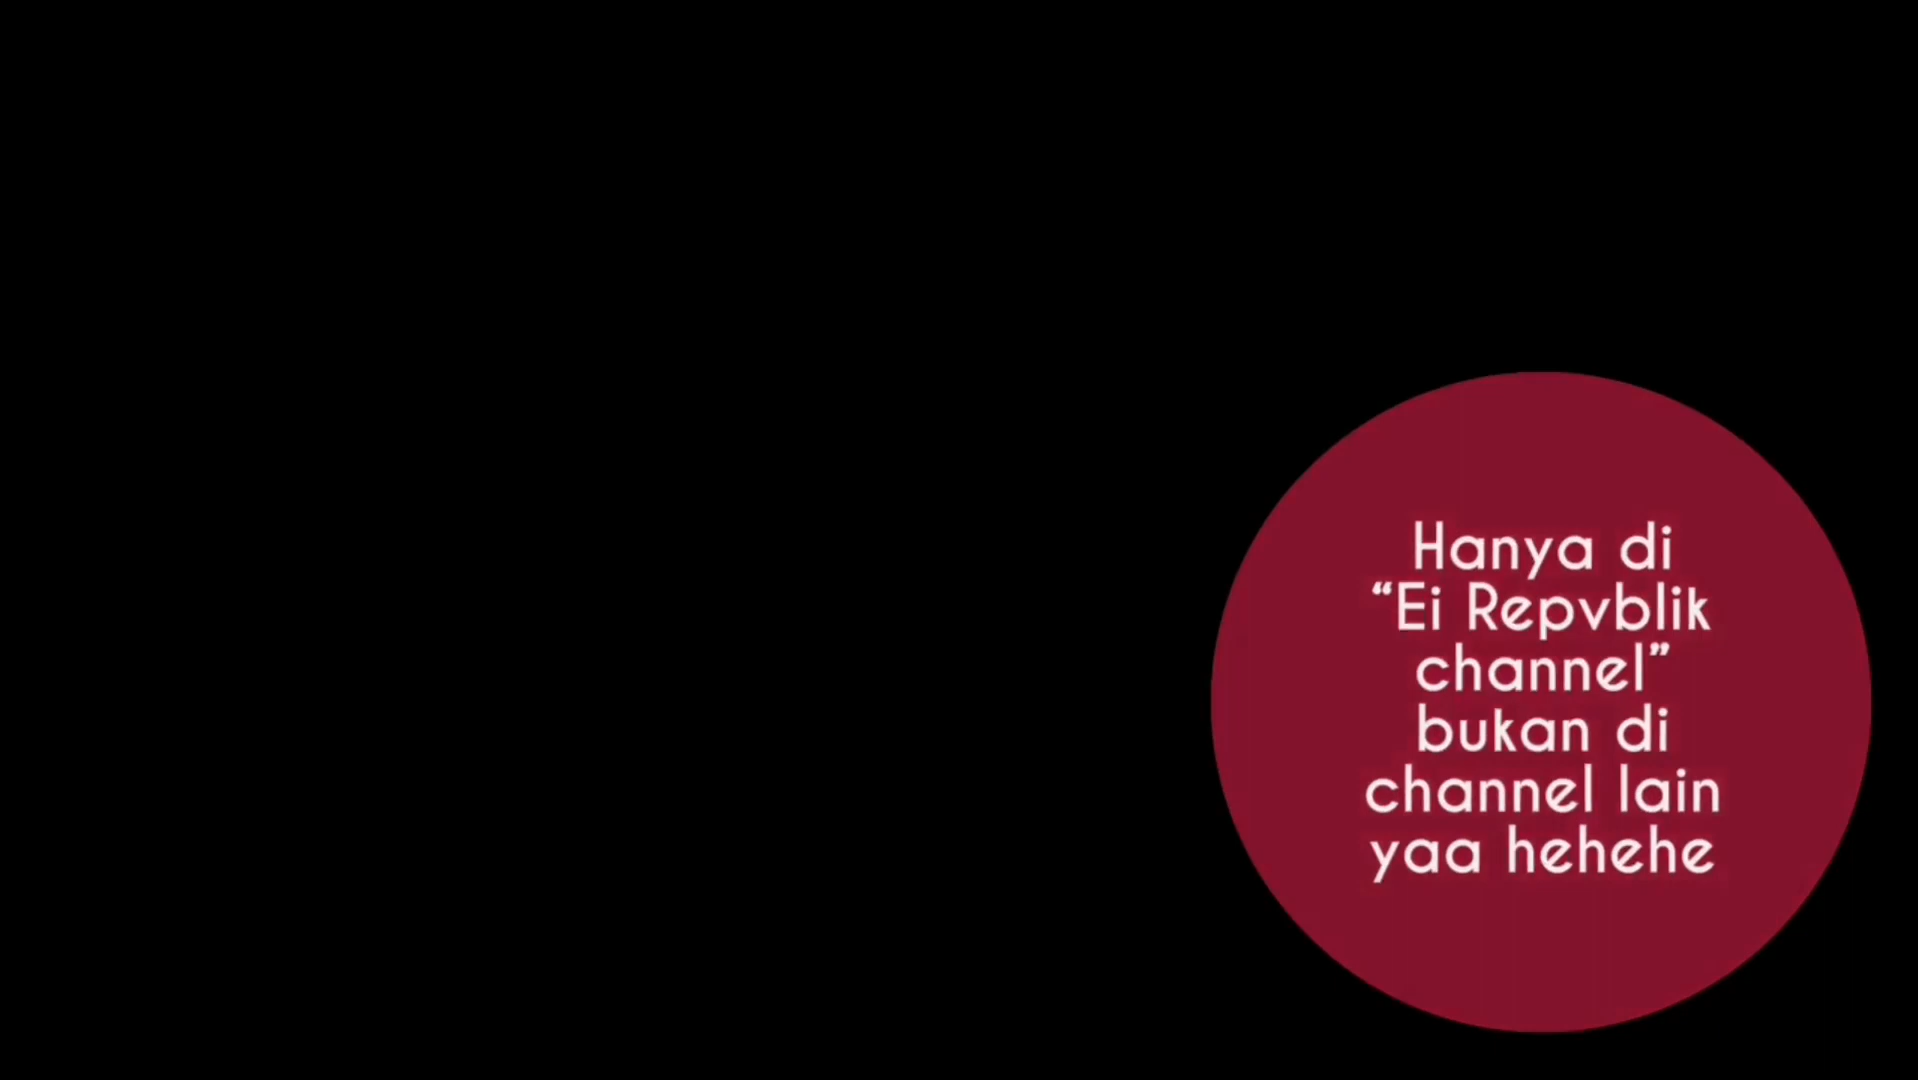 Hanya di
“Ei Repvblik
channel”
bukan di
channel lain
yaa hehehe